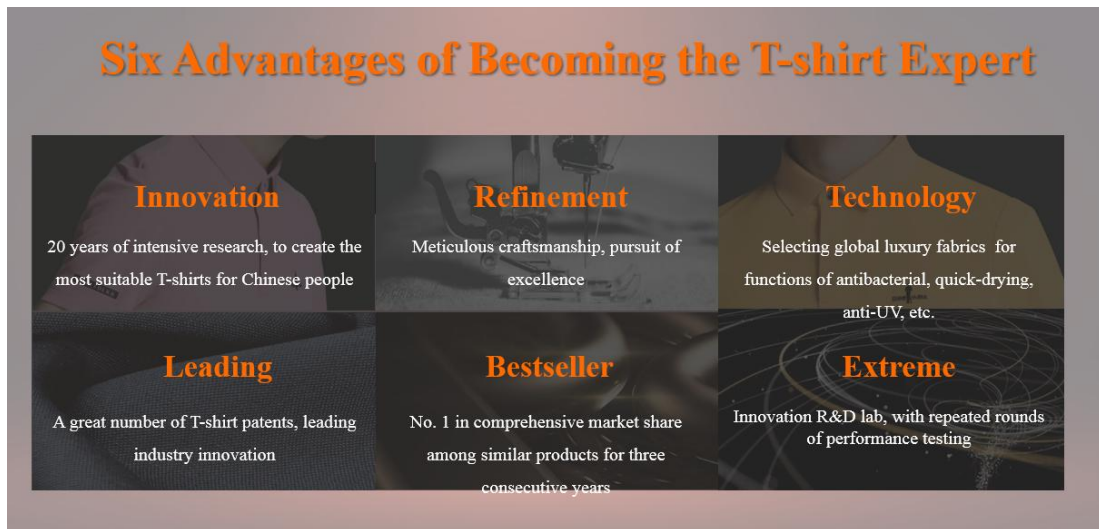 Six Advantages of Becoming the T-shirt Expert
Innovation
20 years of intensive research, to create the
most suitable T-shirts for Chinese people
Refinement
Meticulous craftsmanship, pursuit of
excellence
Technology
Selecting global luxury fabrics for
functions of antibacterial, quick-drying,
anti-UV, etc.
Leading
A great number of T-shirt patents, leading
industry innovation
Bestseller
No. 1 in comprehensive market share
among similar products for three
consecutive years
Extreme
Innovation R&D lab, with repeated rounds
of performance testing